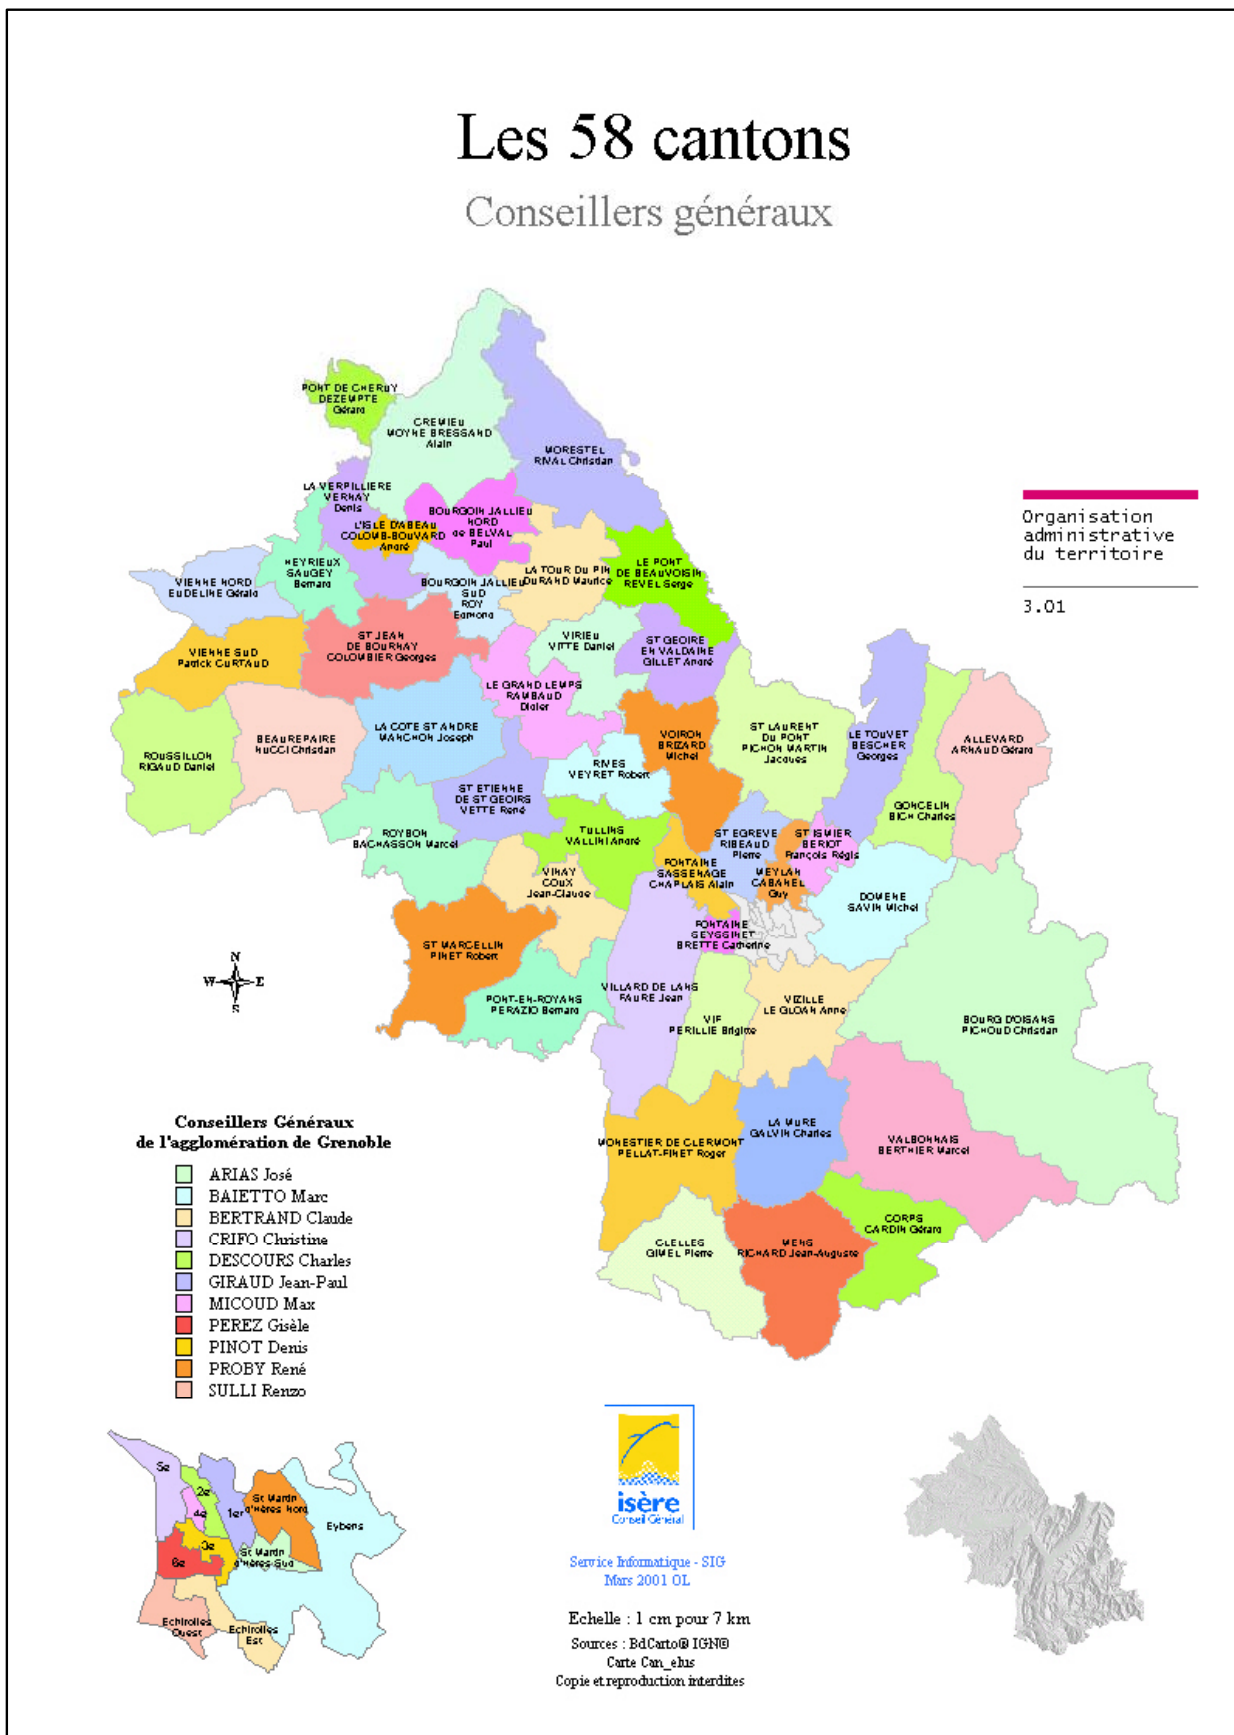 Les 58 cantons
Conseillers généraux
PONT DE CHERUY
DEZEMPTE
Gérard
CREMIEU
MOYNE BRESSAND
Alain
MORESTEL
RIVAL Christian
Organisation
administrative
du territoire
3.01
LA VERPILLIERE
VERNAY
Denis
BOURGOIN JALLIEU
NORD
de BELVAL
Paul
L'ISLE D'ABEAU
COLOMB-BOUVARD
André
HEYRIEUX
SAUGEY
Bernard
VIENNE NORD
EUDELINE Gérald
BOURGOIN JALLIEU
SUD
ROY
Edmond
LA TOUR DU PIN
DURAND Maurice
LE PONT
DE BEAUVOISIN
REVEL Serge
VIENNE SUD
Patrick CURTAUD
ST JEAN
DE BOURNAY
COLOMBIER Georges
VIRIEU
VITTE Daniel
ST GEOIRE
EN VALDAINE
GILLET André
LE GRAND LEMPS
RAMBAUD
Didier
ROUSSILLON
RIGAUD Daniel
BEAUREPAIRE
NUCCI Christian
LA COTE ST ANDRE
MANCHON Joseph
VOIRON
BRIZARD
Michel
ST LAURENT
DU PONT
PICHON MARTIN
Jacques
LE TOUVET
BESCHER
Georges
ALLEVARD
ARNAUD Gérard
RIVES
VEYRET Robert
ST ETIENNE
DE ST GEOIRS
VETTE René
GONCELIN
BICH Charles
ROYBON
BACHASSON Marcel
TULLINS
VALLINI André
ST EGREVE
RIBEAUD
Pierre
ST ISMIER
BERIOT
François Régis
VINAY
COUX
Jean-Claude
FONTAINE
SASSENAGE
CHAPLAIS Alain
MEYLAN
CABANEL
Guy
DOMENE
SAVIN Michel
FONTAINE
SEYSSINET
BRETTE Catherine
ST MARCELLIN
PINET Robert
N
W E
S
PONT-EN-ROYANS
PERAZIO Bernard
VILLARD DE LANS
FAURE Jean
VIF
PERILLIE Brigitte
VIZILLE
LE GLOAN Anne
BOURG D'OISANS
PICHOUD Christian
MONESTIER DE CLERMONT
PELLAT-FINET Roger
LA MURE
GALVIN Charles
VALBONNAIS
BERTHIER Marcel
CORPS
CARDIN Gérard
CLELLES
GIMEL Pierre
MENS
RICHARD Jean-Auguste
Conseillers Généraux
de l'agglomération de Grenoble
ARIAS José
BAIETTO Marc
BERTRAND Claude
CRIFO Christine
DESCOURS Charles
GIRAUD Jean-Paul
MICOUD Max
PEREZ Gisèle
PINOT Denis
PROBY René
SULLI Renzo
5e
2e
4e
1er
St Martin
d'Hères Nord
Eybens
3e
6e
St Martin
d'Hères Sud
Echirolles
Ouest
Echirolles
Est
isère
Conseil Général
Service Informatique - SIG
Mars 2001 OL
Echelle : 1 cm pour 7 km
Sources : BdCarto® IGN®
Carte Can_elus
Copie et reproduction interdites